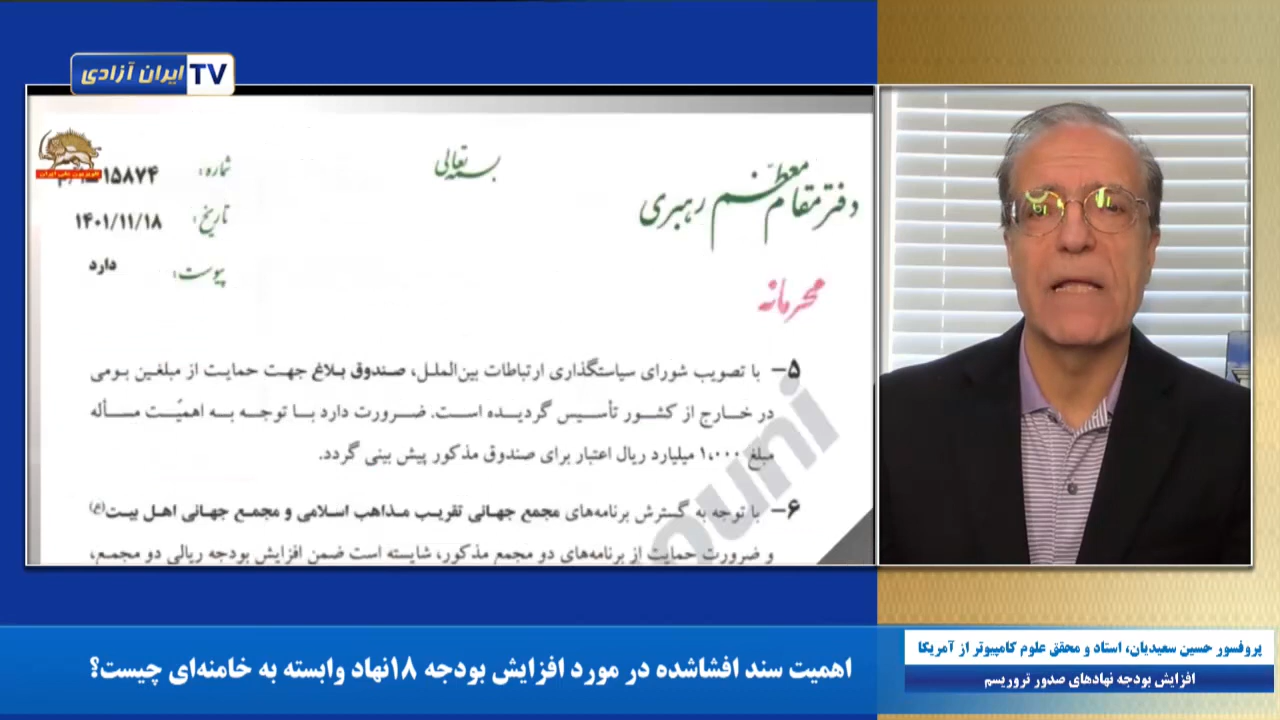 ایران آزادی TV
بسمه تعالی
دفتر مقام معظم رهبری
شماره:
تاریخ: ۱۴۰۱/۱۱/۱۸
پیوست: دارد
محرمانه
۵- با تصویب شورای سیاستگذاری ارتباطات بین‌الملل، صندوق بلاغ جهت حمایت از مبلغین بومی
در خارج از کشور تأسیس گردیده است. ضرورت دارد با توجه به اهمیّت مسأله
مبلغ ۱،۰۰۰ میلیارد ریال اعتبار برای صندوق مذکور پیش بینی گردد.
۶- با توجه به گسترش برنامه‌های مجمع جهانی تقریب مذاهب اسلامی و مجمع جهانی اهل بیت(ع)
و ضرورت حمایت از برنامه‌های دو مجمع مذکور، شایسته است ضمن افزایش بودجه ریالی دو مجمع،
ouni
پروفسور حسین سعیدیان، استاد و محقق علوم کامپیوتر از آمریکا
افزایش بودجه نهادهای صدور تروریسم
اهمیت سند افشاشده در مورد افزایش بودجه ۱۸نهاد وابسته به خامنه‌ای چیست؟